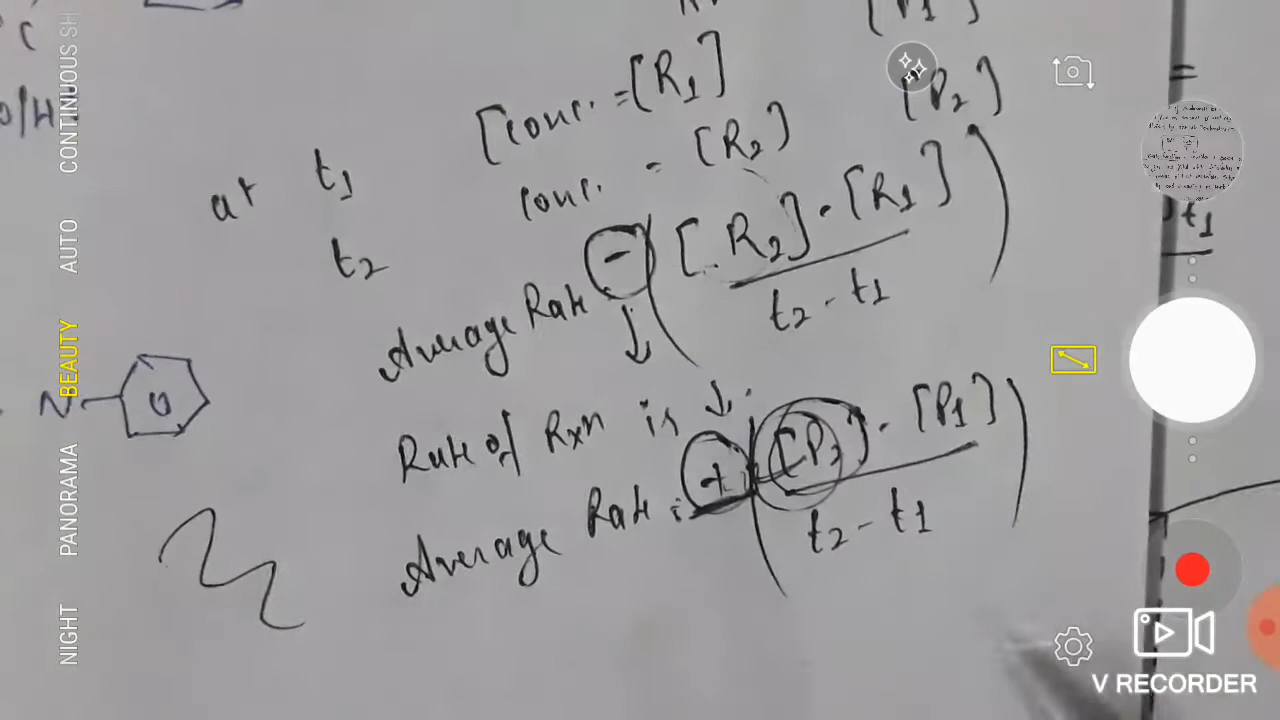 [P1]
[conc. = [R1]
[P2]
at t1
conc. = [R2]
t2
Average Rate - ([R2] - [R1] / t2 - t1)
Rate of Rxn is ↓.
Average Rate = + ([P2] - [P1] / t2 - t1)
N
O/H
=
t1
CONTINUOUS SH
AUTO
BEAUTY
PANORAMA
NIGHT
V RECORDER